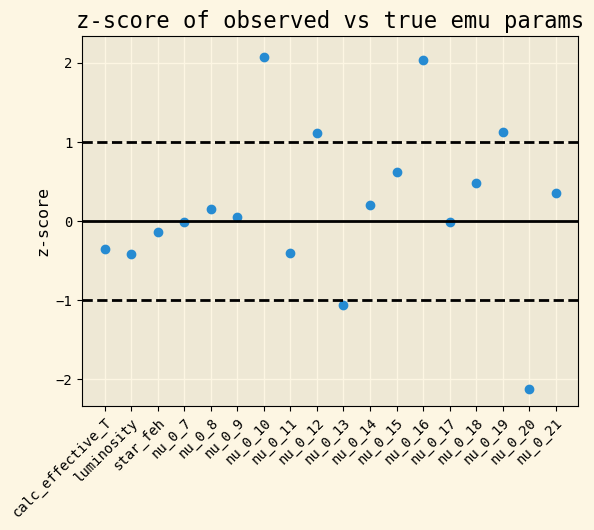 z-score of observed vs true emu params
z-score
2
1
0
−1
−2
calc_effective_T
luminosity
star_feh
nu_0_7
nu_0_8
nu_0_9
nu_0_10
nu_0_11
nu_0_12
nu_0_13
nu_0_14
nu_0_15
nu_0_16
nu_0_17
nu_0_18
nu_0_19
nu_0_20
nu_0_21